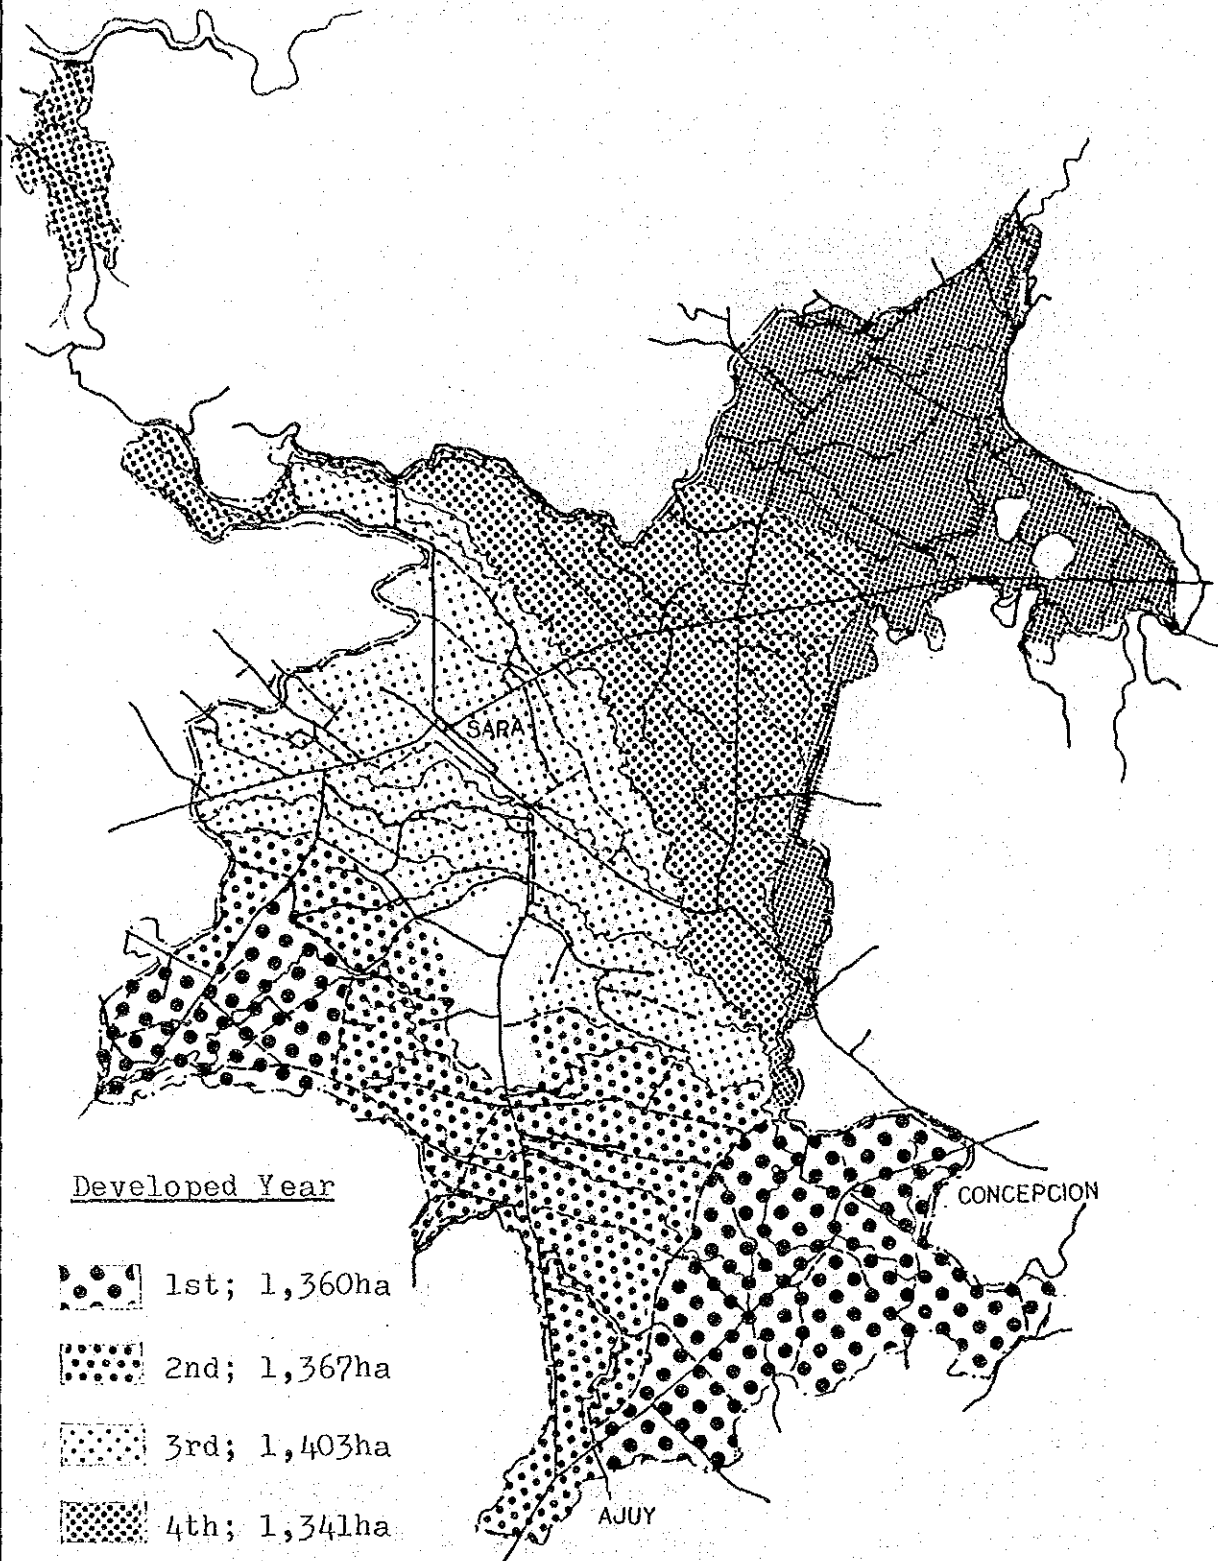 SARA
Developed Year
CONCEPCION
1st; 1,360ha
2nd; 1,367ha
3rd; 1,403ha
AJUY
4th; 1,341ha